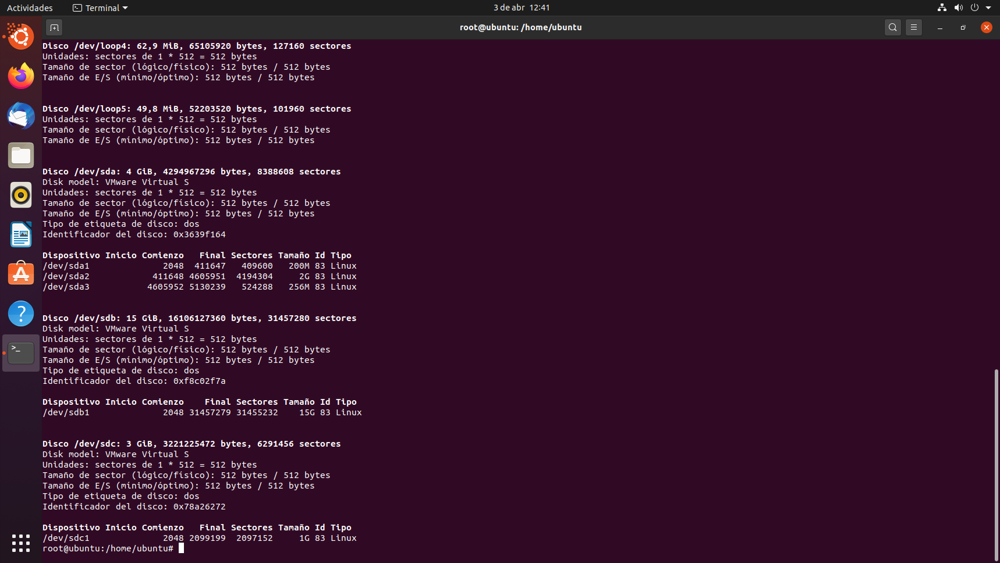 Actividades
Terminal
3 de abr 12:41
root@ubuntu: /home/ubuntu
Disco /dev/loop4: 62,9 MiB, 65105920 bytes, 127160 sectores
Unidades: sectores de 1 * 512 = 512 bytes
Tamaño de sector (lógico/físico): 512 bytes / 512 bytes
Tamaño de E/S (mínimo/óptimo): 512 bytes / 512 bytes
Disco /dev/loop5: 49,8 MiB, 52203520 bytes, 101960 sectores
Unidades: sectores de 1 * 512 = 512 bytes
Tamaño de sector (lógico/físico): 512 bytes / 512 bytes
Tamaño de E/S (mínimo/óptimo): 512 bytes / 512 bytes
Disco /dev/sda: 4 GiB, 4294967296 bytes, 8388608 sectores
Disk model: VMware Virtual S
Unidades: sectores de 1 * 512 = 512 bytes
Tamaño de sector (lógico/físico): 512 bytes / 512 bytes
Tamaño de E/S (mínimo/óptimo): 512 bytes / 512 bytes
Tipo de etiqueta de disco: dos
Identificador del disco: 0x3639f164
Dispositivo Inicio Comienzo   Final Sectores Tamaño Id Tipo
/dev/sda1              2048  411647   409600   200M 83 Linux
/dev/sda2            411648 4605951  4194304     2G 83 Linux
/dev/sda3           4605952 5130239   524288   256M 83 Linux
Disco /dev/sdb: 15 GiB, 16106127360 bytes, 31457280 sectores
Disk model: VMware Virtual S
Unidades: sectores de 1 * 512 = 512 bytes
Tamaño de sector (lógico/físico): 512 bytes / 512 bytes
Tamaño de E/S (mínimo/óptimo): 512 bytes / 512 bytes
Tipo de etiqueta de disco: dos
Identificador del disco: 0xf8c02f7a
Dispositivo Inicio Comienzo    Final Sectores Tamaño Id Tipo
/dev/sdb1              2048 31457279 31455232    15G 83 Linux
Disco /dev/sdc: 3 GiB, 3221225472 bytes, 6291456 sectores
Disk model: VMware Virtual S
Unidades: sectores de 1 * 512 = 512 bytes
Tamaño de sector (lógico/físico): 512 bytes / 512 bytes
Tamaño de E/S (mínimo/óptimo): 512 bytes / 512 bytes
Tipo de etiqueta de disco: dos
Identificador del disco: 0x78a26272
Dispositivo Inicio Comienzo   Final Sectores Tamaño Id Tipo
/dev/sdc1              2048 2099199  2097152     1G 83 Linux
root@ubuntu:/home/ubuntu#